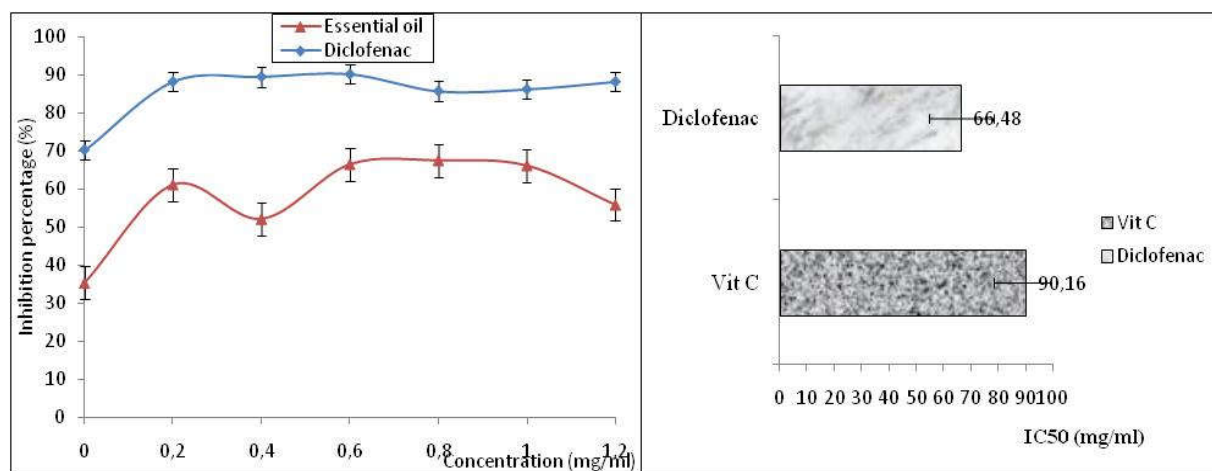 Essential oil
Diclofenac
Inhibition percentage (%)
100
90
80
70
60
50
40
30
20
10
0
0 0,2 0,4 0,6 0,8 1 1,2
Concentration (mg/ml)
Diclofenac
66,48
Vit C
90,16
Vit C
Diclofenac
0 10 20 30 40 50 60 70 80 90 100
IC50 (mg/ml)